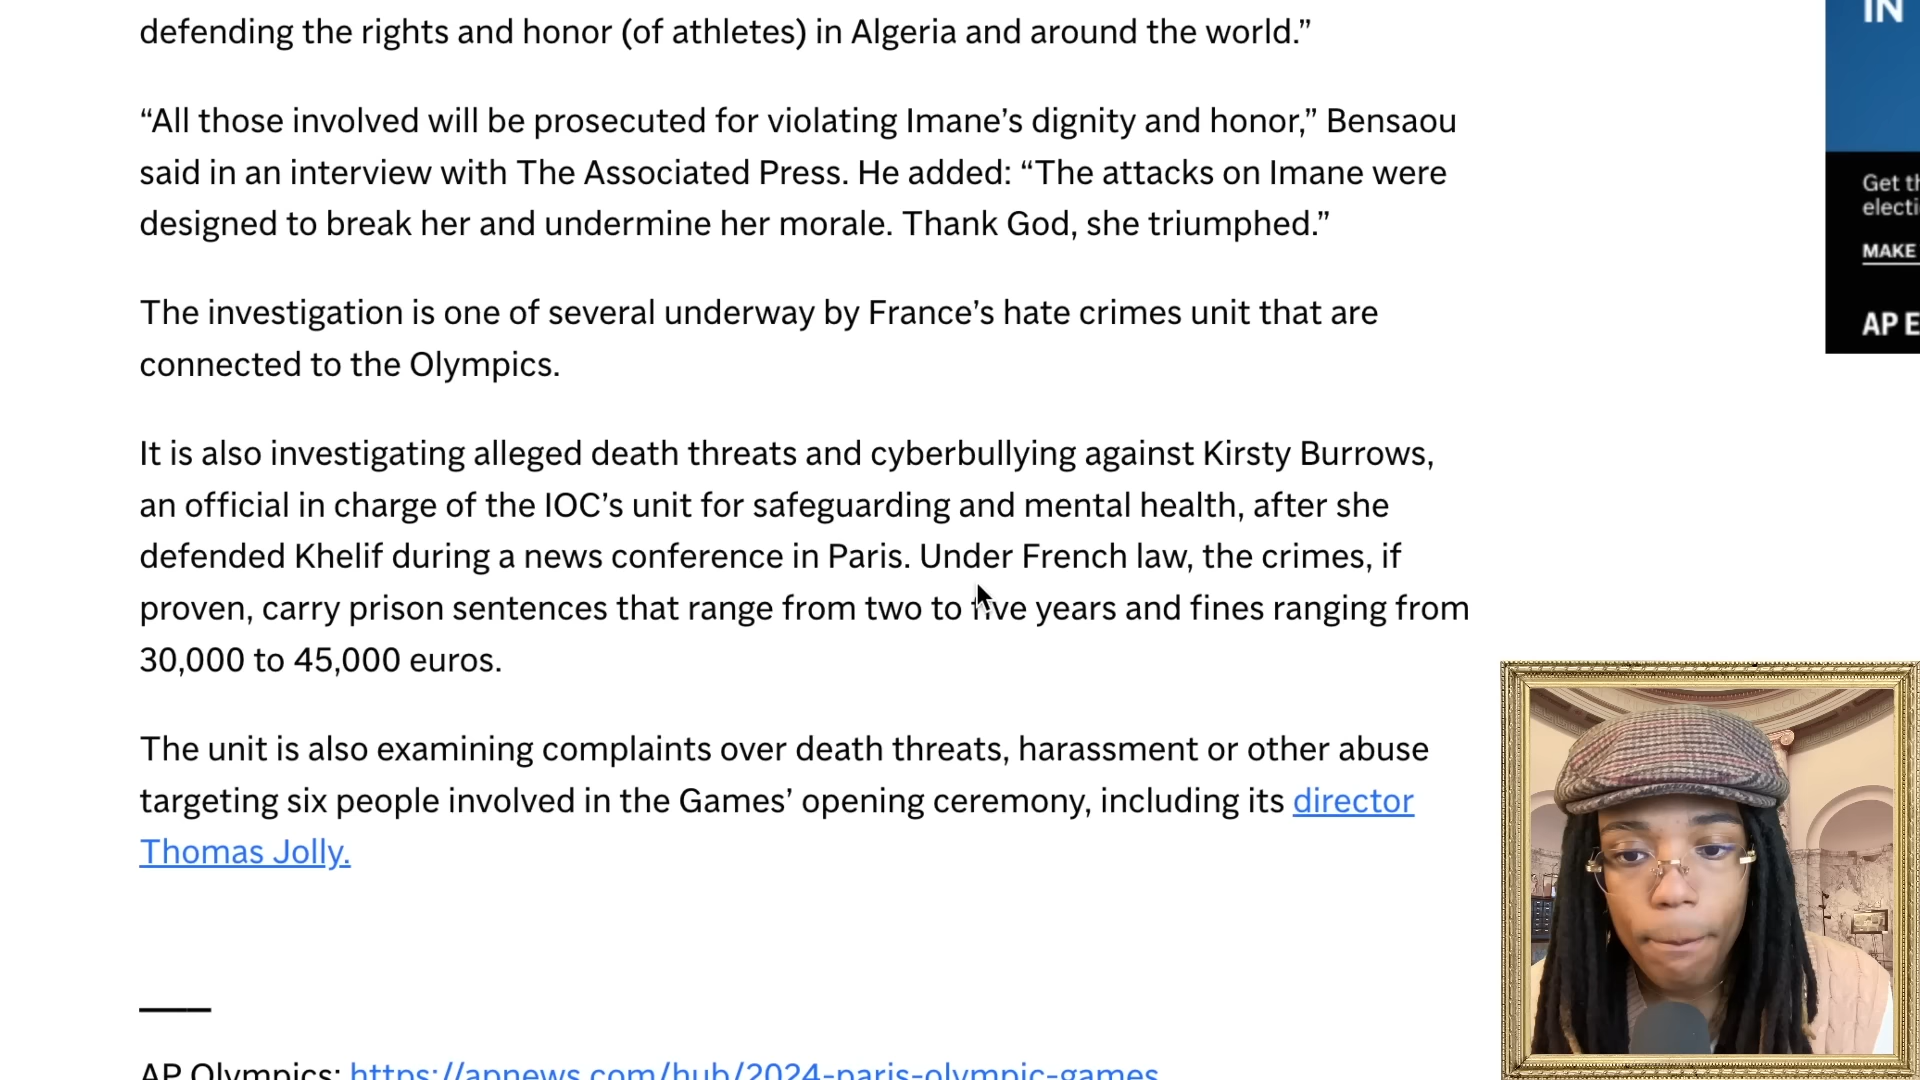 defending the rights and honor (of athletes) in Algeria and around the world.”
“All those involved will be prosecuted for violating Imane’s dignity and honor,” Bensaou
said in an interview with The Associated Press. He added: “The attacks on Imane were
designed to break her and undermine her morale. Thank God, she triumphed.”
The investigation is one of several underway by France’s hate crimes unit that are
connected to the Olympics.
It is also investigating alleged death threats and cyberbullying against Kirsty Burrows,
an official in charge of the IOC’s unit for safeguarding and mental health, after she
defended Khelif during a news conference in Paris. Under French law, the crimes, if
proven, carry prison sentences that range from two to five years and fines ranging from
30,000 to 45,000 euros.
The unit is also examining complaints over death threats, harassment or other abuse
targeting six people involved in the Games’ opening ceremony, including its director
Thomas Jolly.
AP Olympics: https://apnews.com/hub/2024-paris-olympic-games
IN
Get th
electi
MAKE
AP E